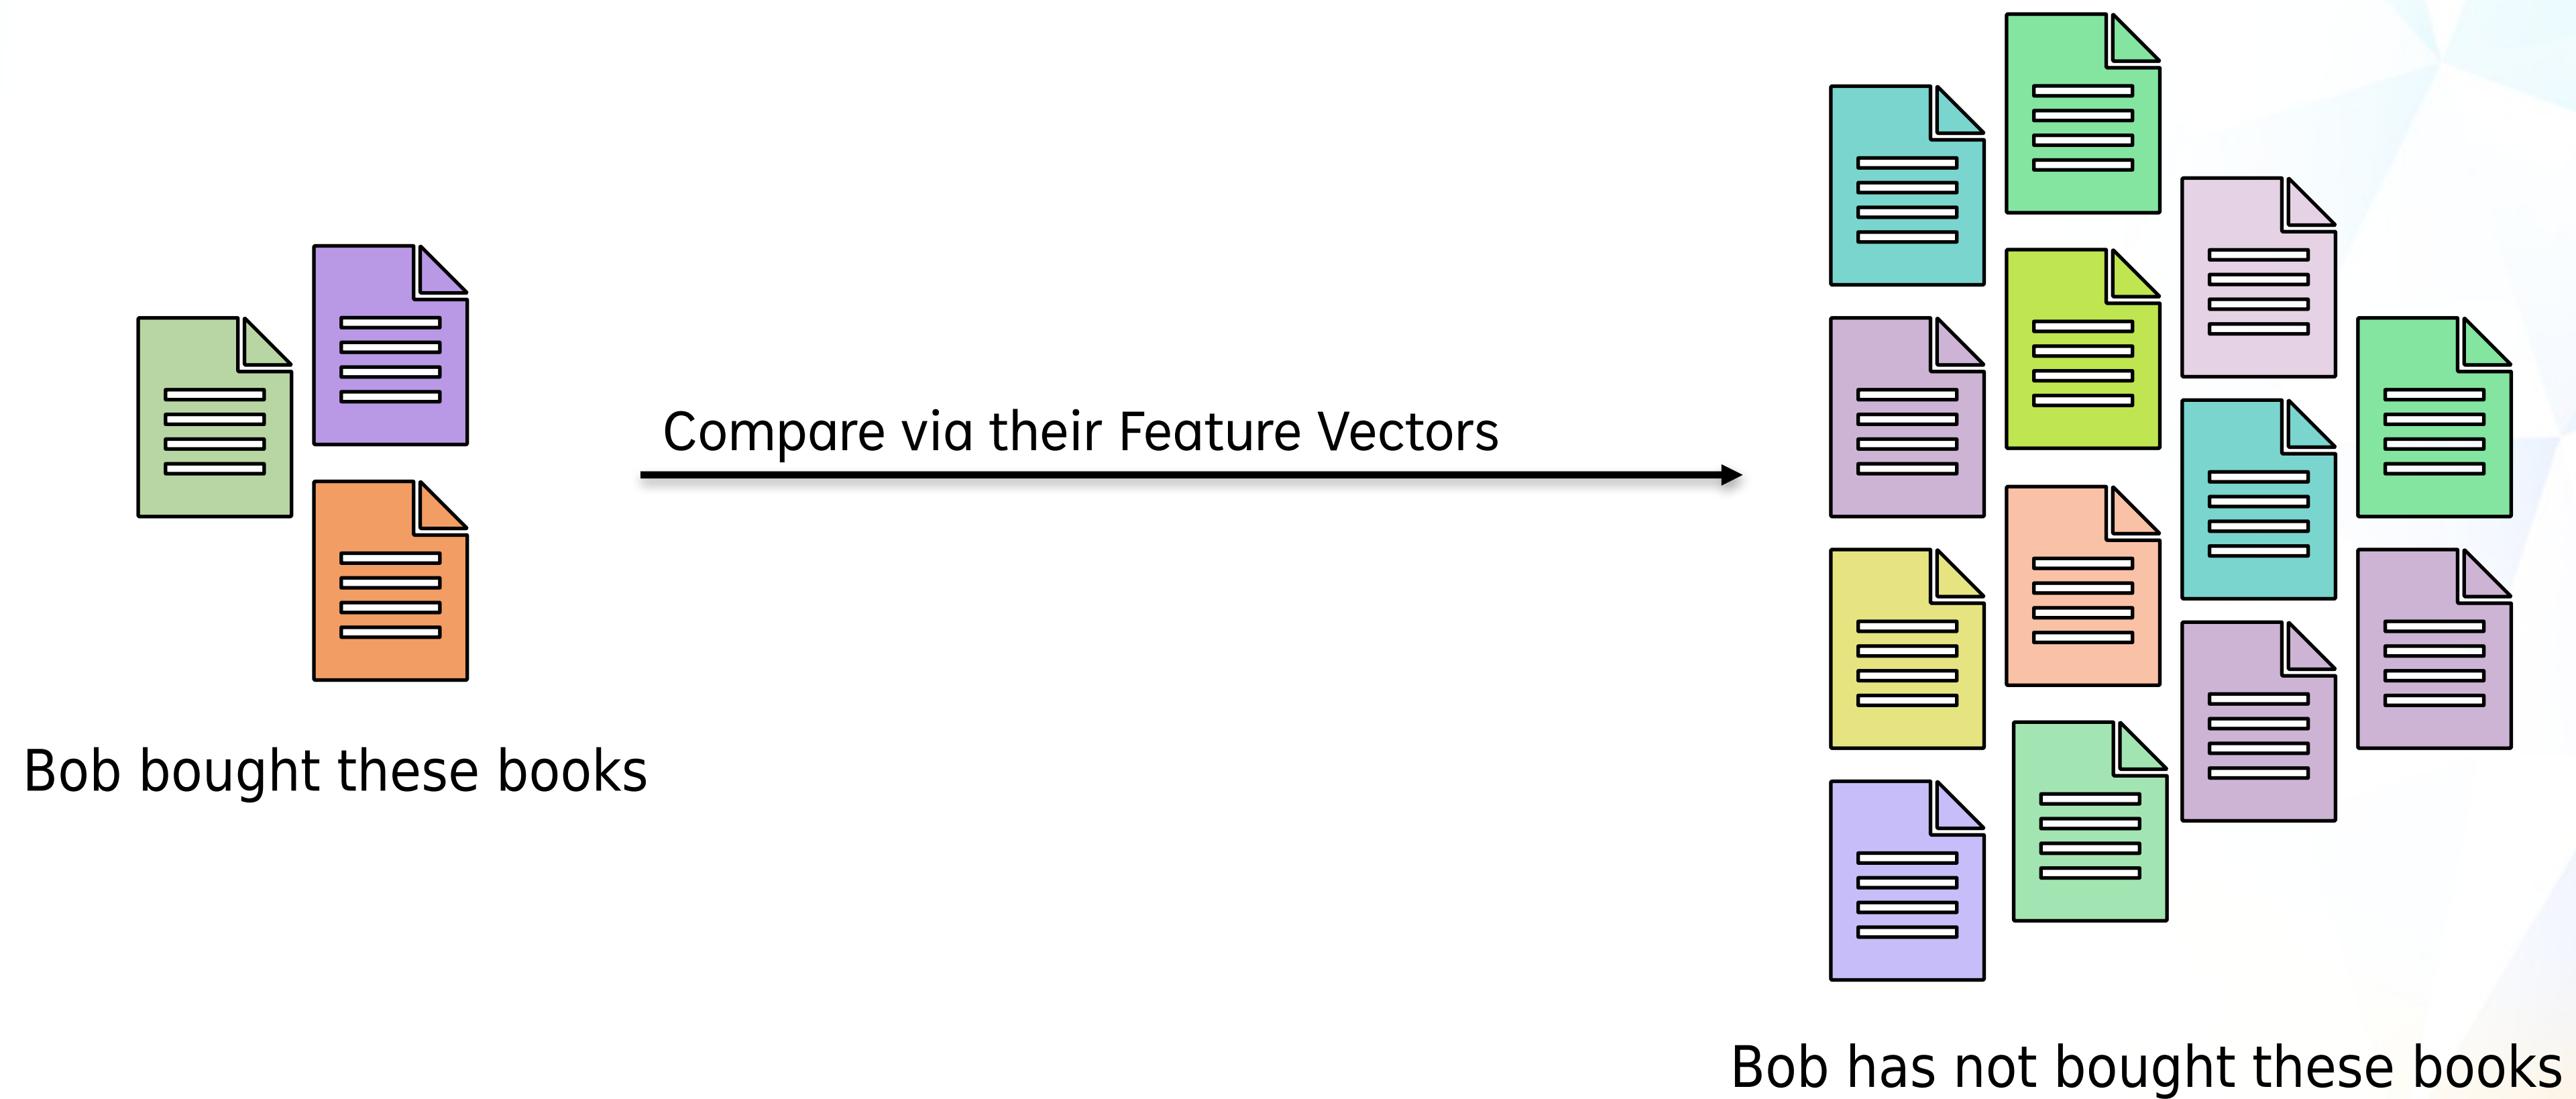 Compare via their Feature Vectors
Bob bought these books
Bob has not bought these books